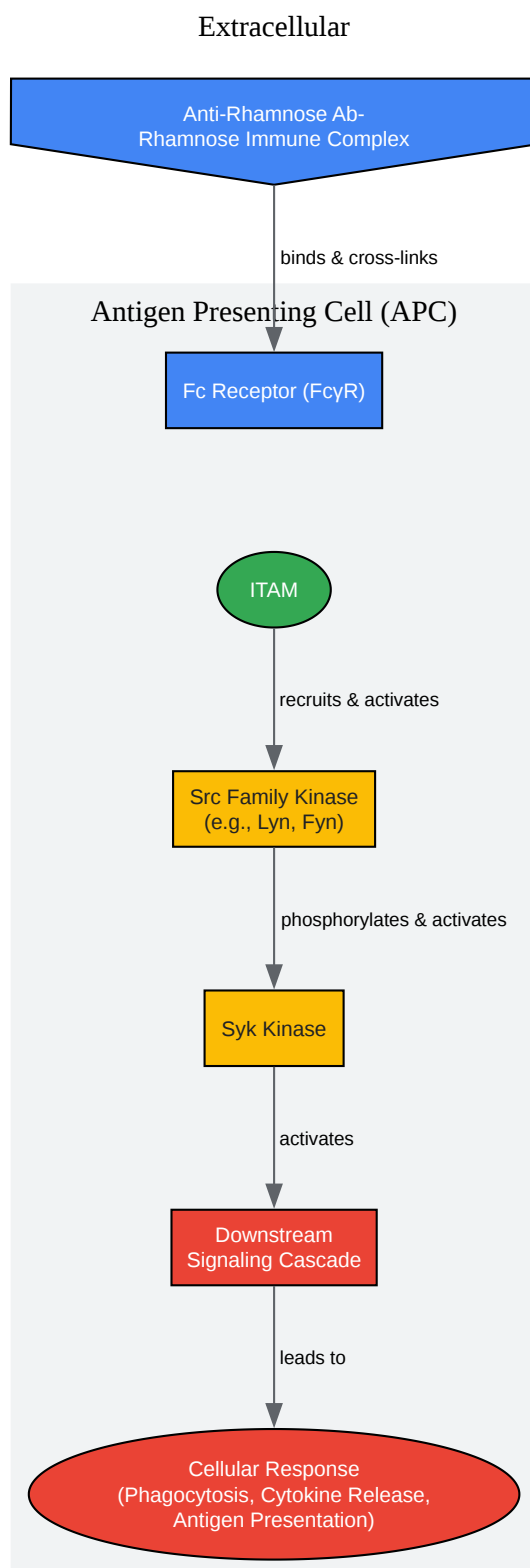 Extracellular
Anti-Rhamnose Ab-
Rhamnose Immune Complex
binds & cross-links
Antigen Presenting Cell (APC)
Fc Receptor (FcγR)
ITAM
recruits & activates
Src Family Kinase
(e.g., Lyn, Fyn)
phosphorylates & activates
Syk Kinase
activates
Downstream
Signaling Cascade
leads to
Cellular Response
(Phagocytosis, Cytokine Release,
Antigen Presentation)